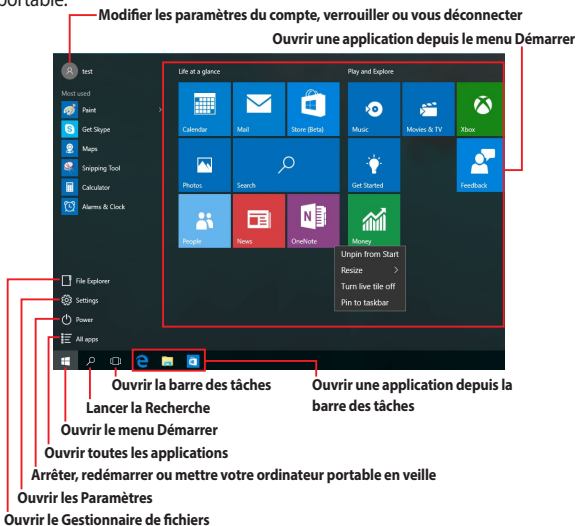 portable.
Modifier les paramètres du compte, verrouiller ou vous déconnecter
Ouvrir une application depuis le menu Démarrer
test
Life at a glance
Play and Explore
Most used
Paint
Get Skype
Maps
Snipping Tool
Calculator
Alarms & Clock
Calendar
Mail
Store (Beta)
Music
Movies & TV
Xbox
Photos
Search
Get Started
Feedback
People
News
OneNote
Money
Unpin from Start
Resize
Turn live tile off
Pin to taskbar
File Explorer
Settings
Power
All apps
Ouvrir la barre des tâches
Ouvrir une application depuis la
barre des tâches
Lancer la Recherche
Ouvrir le menu Démarrer
Ouvrir toutes les applications
Arrêter, redémarrer ou mettre votre ordinateur portable en veille
Ouvrir les Paramètres
Ouvrir le Gestionnaire de fichiers